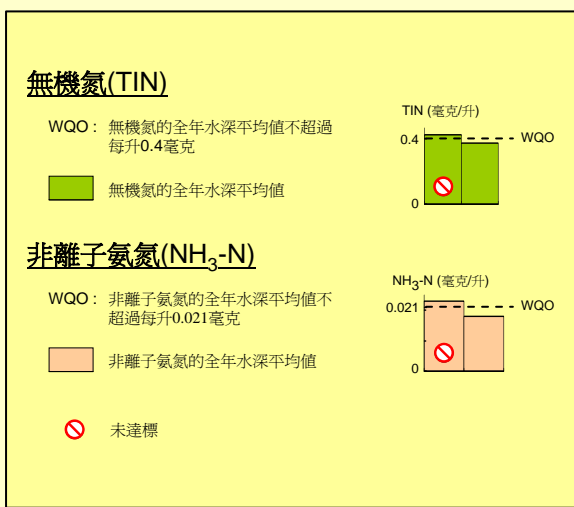 無機氮(TIN)
WQO : 無機氮的全年水深平均值不超過
每升0.4毫克
無機氮的全年水深平均值
TIN (毫克/升)
0.4
WQO
0
非離子氨氮(NH3-N)
WQO : 非離子氨氮的全年水深平均值不
超過每升0.021毫克
非離子氨氮的全年水深平均值
NH3-N (毫克/升)
0.021
WQO
0
未達標